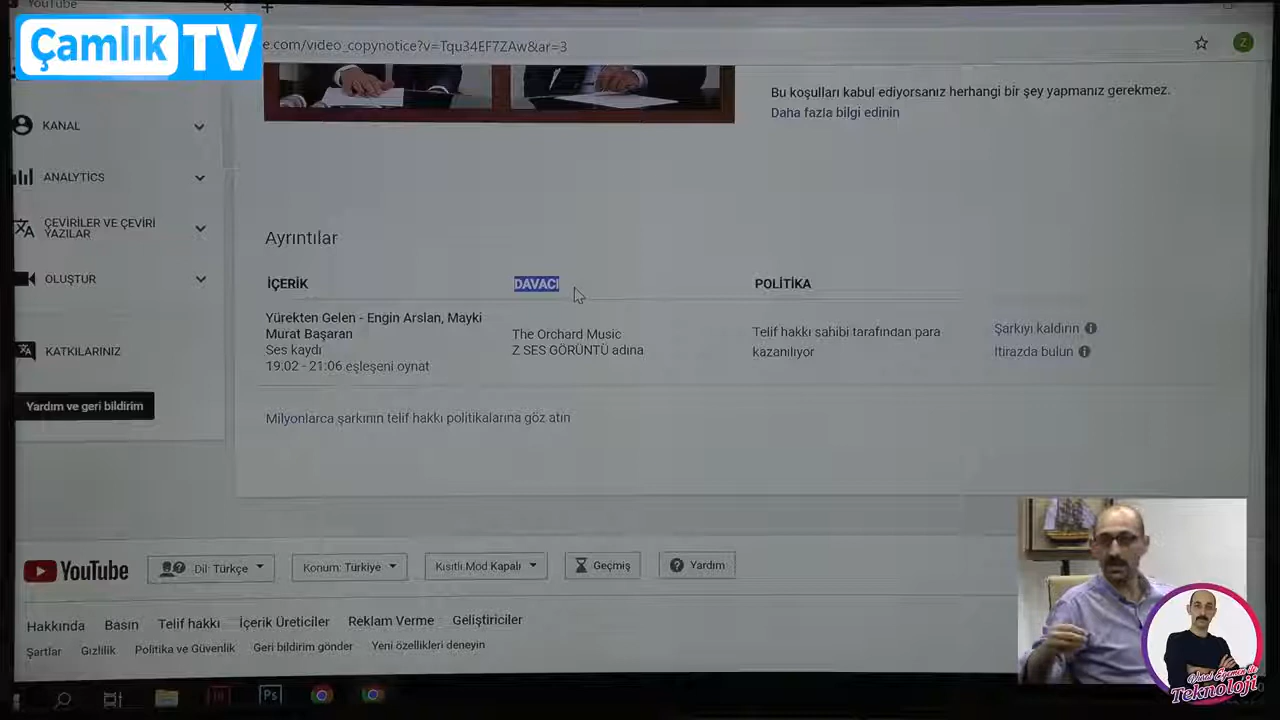 YouTube
Çamlık TV
e.com/video_copynotice?v=Tqu34EF7ZAw&ar=3
Z
Bu koşulları kabul ediyorsanız herhangi bir şey yapmanız gerekmez.
Daha fazla bilgi edinin
KANAL
ANALYTICS
ÇEVİRİLER VE ÇEVİRİ
YAZILAR
OLUŞTUR
KATKILARINIZ
Yardım ve geri bildirim
Ayrıntılar
İÇERİK DAVACI POLİTİKA
Yürekten Gelen - Engin Arslan, Mayki
Murat Başaran
Ses kaydı
19:02 - 21:06 eşleşeni oynat
The Orchard Music
Z SES GÖRÜNTÜ adına
Telif hakkı sahibi tarafından para
kazanılıyor
Şarkıyı kaldırın
İtirazda bulun
Milyonlarca şarkının telif hakkı politikalarına göz atın
YouTube Dil: Türkçe Konum: Türkiye Kısıtlı Mod Kapalı Geçmiş Yardım
Hakkında Basın Telif hakkı İçerik Üreticiler Reklam Verme Geliştiriciler
Şartlar Gizlilik Politika ve Güvenlik Geri bildirim gönder Yeni özellikleri deneyin
Ps
Teknoloji